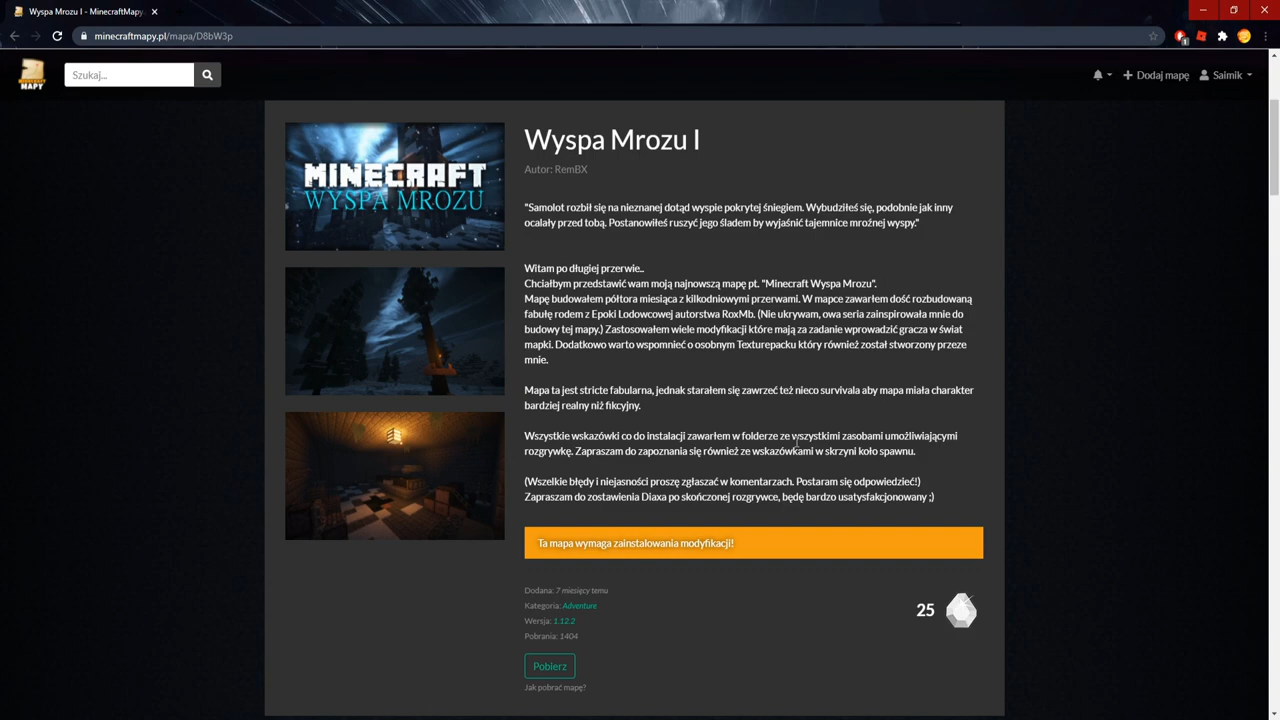 Wyspa Mrozu I - MinecraftMapy.
minecraftmapy.pl/mapa/D8bW3p
1
MAPY
Szukaj...
Dodaj mapę
Saimik
MINECRAFT
WYSPA MROZU
Wyspa Mrozu I
Autor: RemBX
"Samolot rozbił się na nieznanej dotąd wyspie pokrytej śniegiem. Wybudziłeś się, podobnie jak inny
ocalały przed tobą. Postanowiłeś ruszyć jego śladem by wyjaśnić tajemnice mroźnej wyspy."
Witam po długiej przerwie..
Chciałbym przedstawić wam moją najnowszą mapę pt. "Minecraft Wyspa Mrozu".
Mapę budowałem półtora miesiąca z kilkodniowymi przerwami. W mapce zawarłem dość rozbudowaną
fabułę rodem z Epoki Lodowcowej autorstwa RoxMb. (Nie ukrywam, owa seria zainspirowała mnie do
budowy tej mapy.) Zastosowałem wiele modyfikacji które mają za zadanie wprowadzić gracza w świat
mapki. Dodatkowo warto wspomnieć o osobnym Texturepacku który również został stworzony przeze
mnie.
Mapa ta jest stricte fabularna, jednak starałem się zawrzeć też nieco survivala aby mapa miała charakter
bardziej realny niż fikcyjny.
Wszystkie wskazówki co do instalacji zawarłem w folderze ze wszystkimi zasobami umożliwiającymi
rozgrywkę. Zapraszam do zapoznania się również ze wskazówkami w skrzyni koło spawnu.
(Wszelkie błędy i niejasności proszę zgłaszać w komentarzach. Postaram się odpowiedzieć!)
Zapraszam do zostawienia Diaxa po skończonej rozgrywce, będę bardzo usatysfakcjonowany ;)
Ta mapa wymaga zainstalowania modyfikacji!
Dodana: 7 miesięcy temu
Kategoria: Adventure
Wersja: 1.12.2
Pobrania: 1404
25
Pobierz
Jak pobrać mapę?